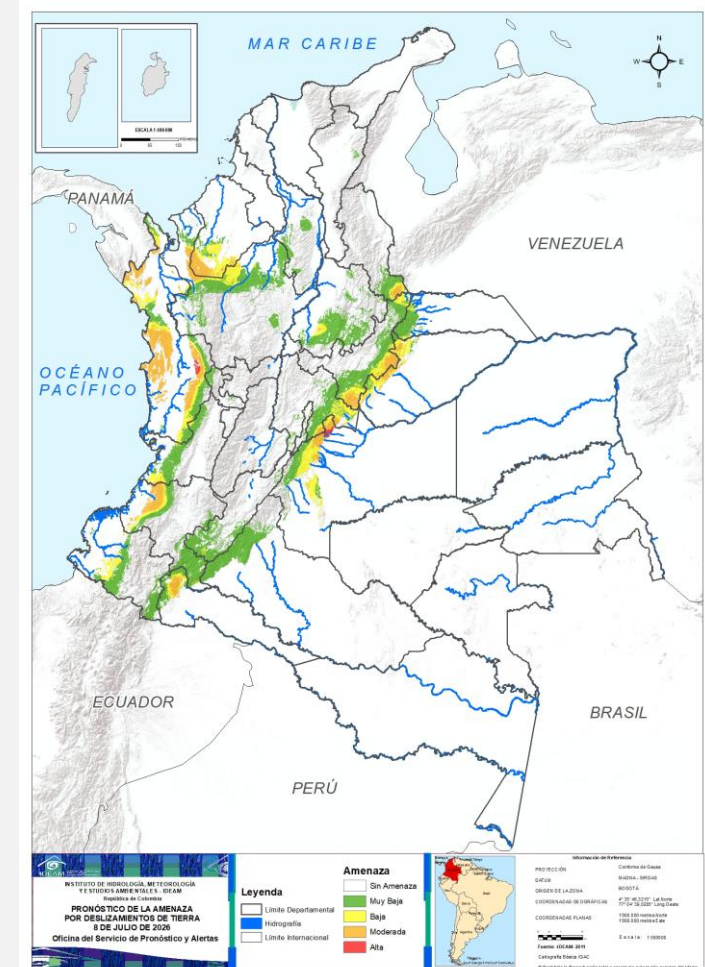 MAR CARIBE
N
W
E
S
PANAMÁ
VENEZUELA
OCÉANO
PACÍFICO
ECUADOR
BRASIL
PERÚ
IDEAM
INSTITUTO DE HIDROLOGÍA, METEOROLOGÍA
Y ESTUDIOS AMBIENTALES - IDEAM
República de Colombia
PRONÓSTICO DE LA AMENAZA
POR DESLIZAMIENTOS DE TIERRA
8 DE JULIO DE 2026
Oficina del Servicio de Pronóstico y Alertas
Leyenda
Límite Departamental
Hidrografía
Límite Internacional
Amenaza
Sin Amenaza
Muy Baja
Baja
Moderada
Alta
Información de Referencia
PROYECCIÓN
Conforme de Gauss
DATUM
MAGNA - SIRGAS
ORIGEN DE LA ZONA
BOGOTÁ
COORDENADAS GEOGRÁFICAS
COORDENADAS PLANAS
Escala:
Fuente: IDEAM 2011
Cartografía Básica IGAC